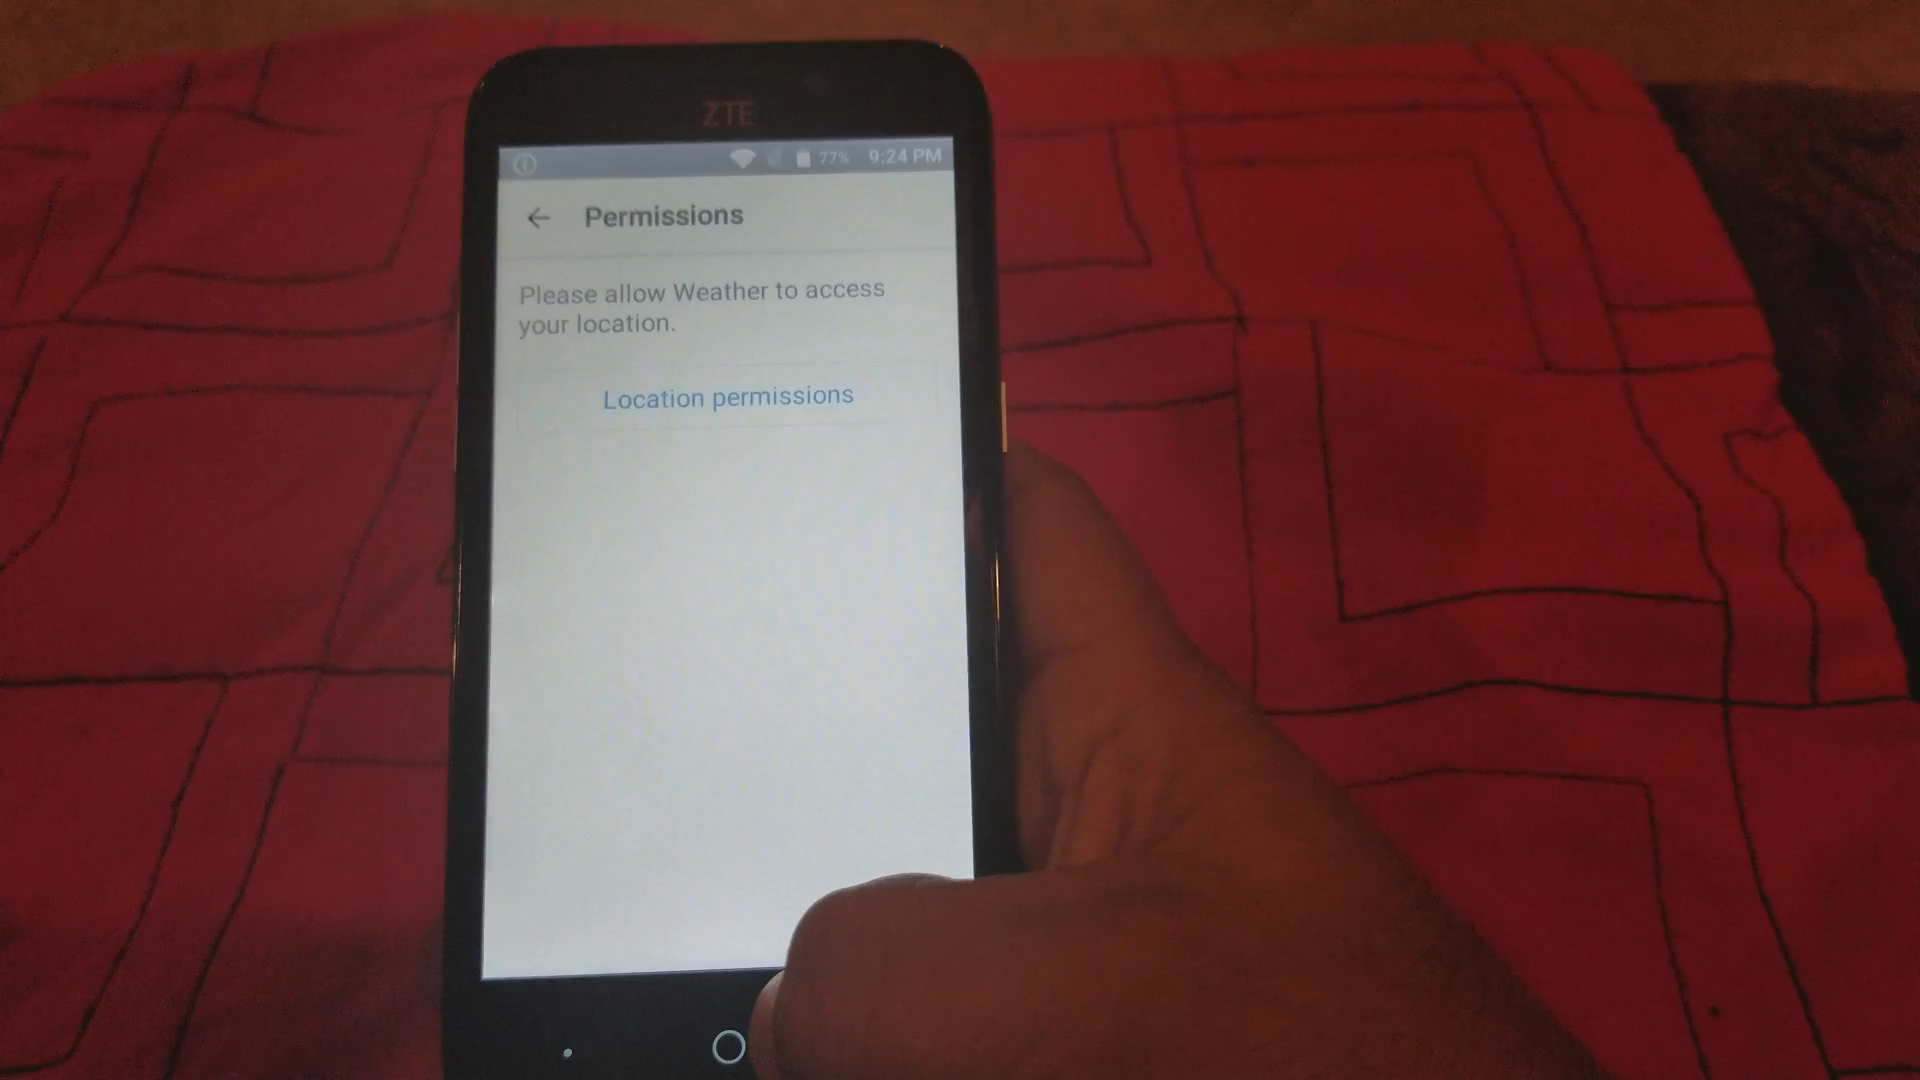 ZTE
77% 9:24 PM
Permissions
Please allow Weather to access
your location.
Location permissions